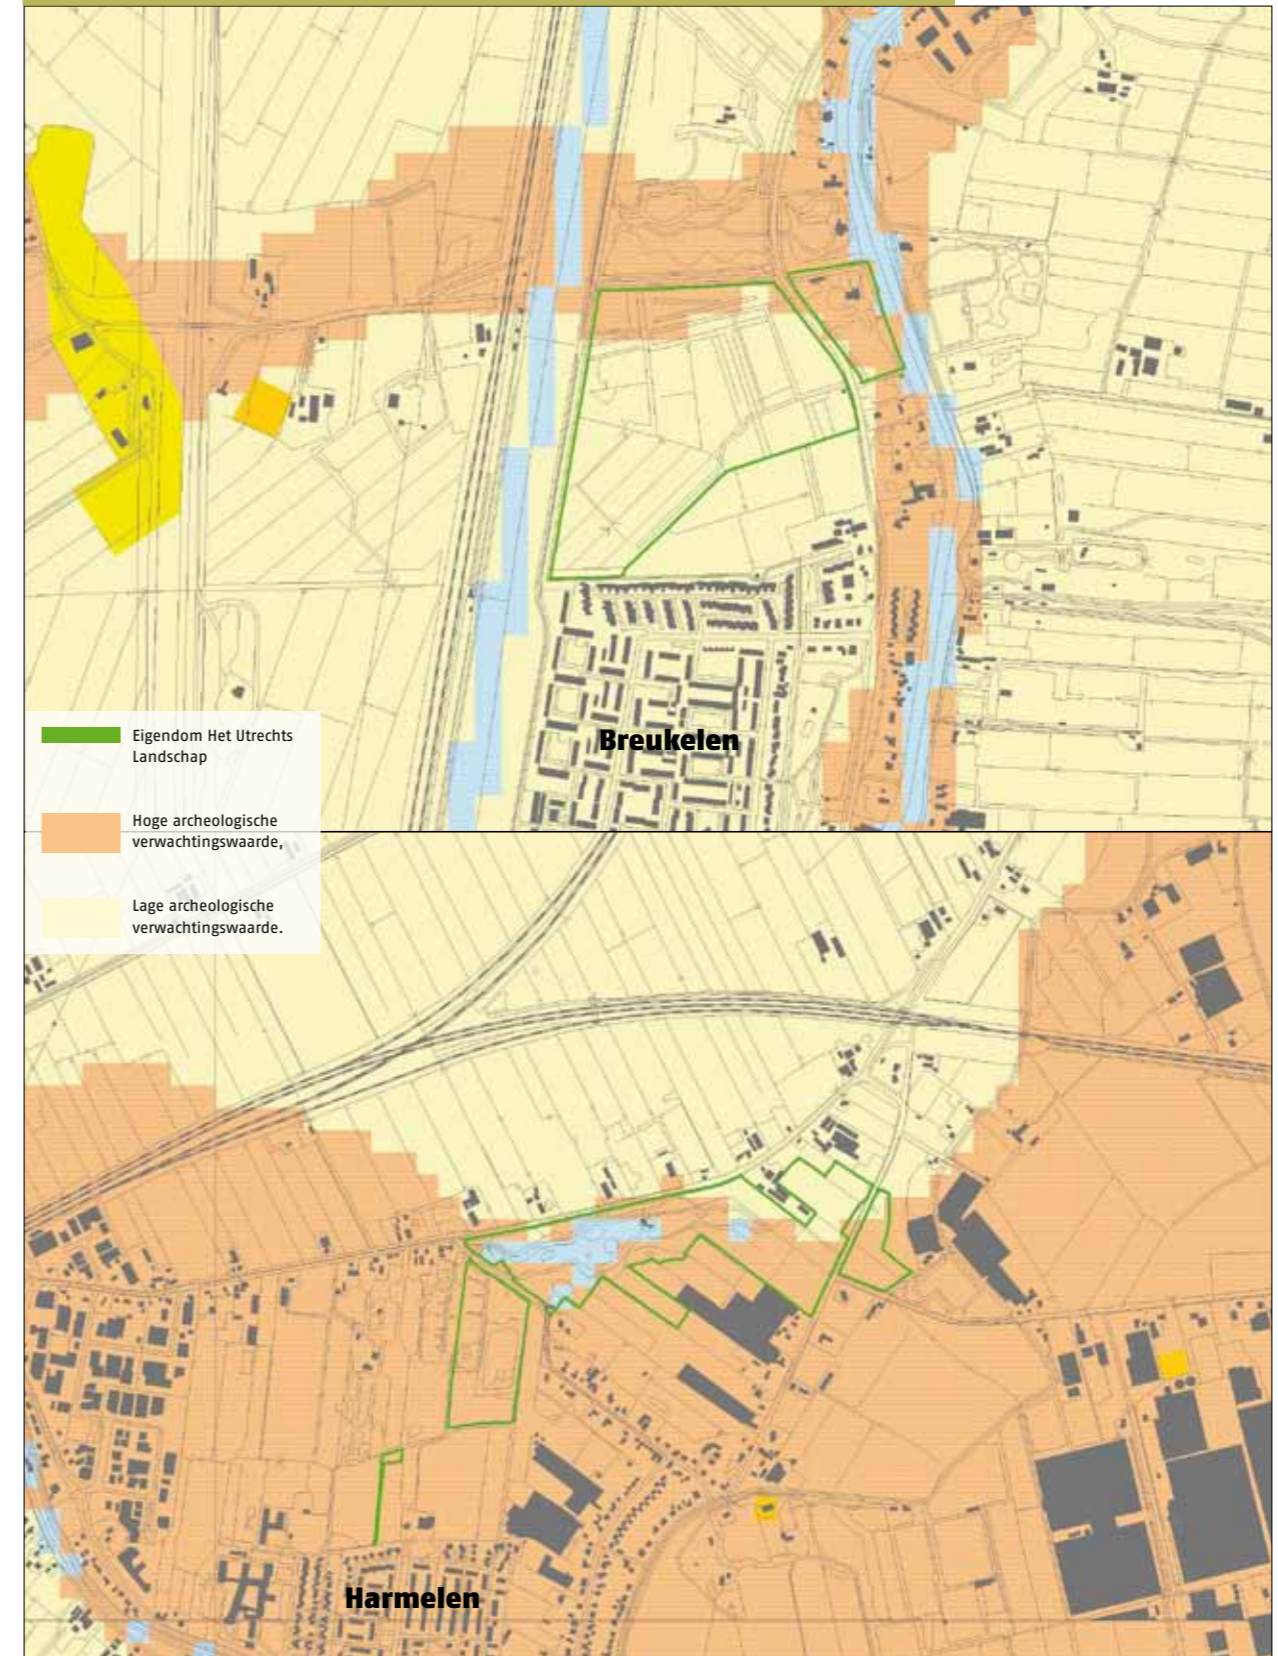 Breukelen
Eigendom Het Utrechts
Landschap
Hoge archeologische
verwachtingswaarde,
Lage archeologische
verwachtingswaarde.
Harmelen